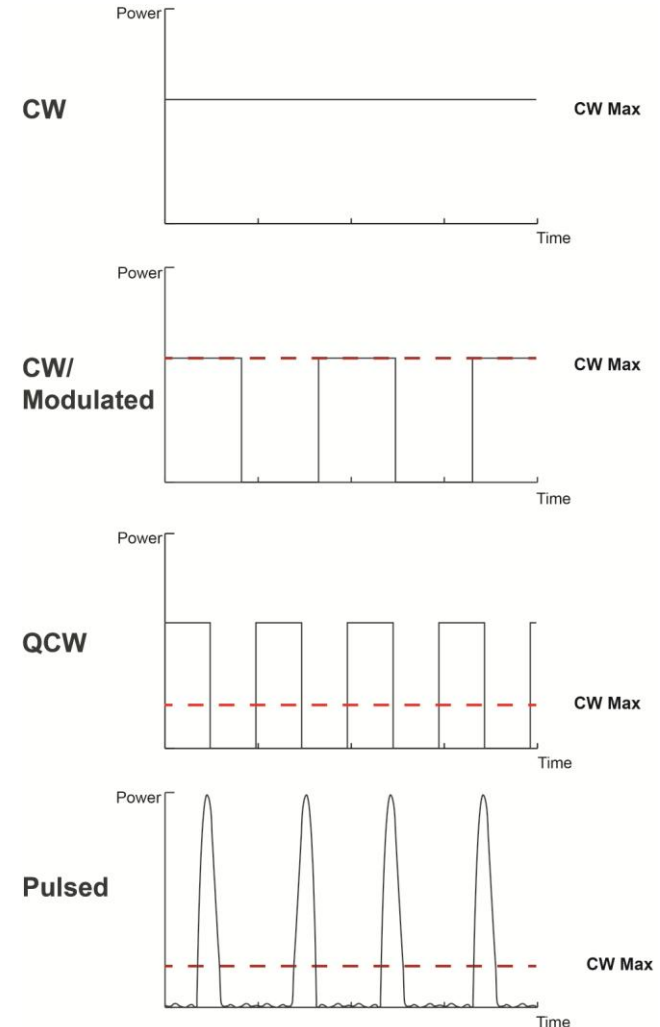 Power
CW
CW Max
Time
Power
CW/
Modulated
CW Max
Time
Power
QCW
CW Max
Time
Power
Pulsed
CW Max
Time